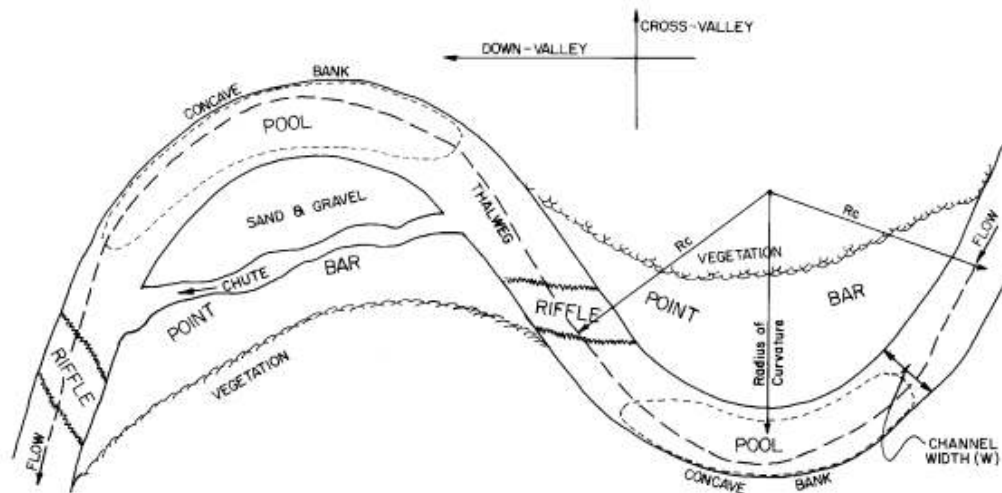 CROSS-VALLEY
DOWN-VALLEY
CONCAVE BANK
POOL
SAND & GRAVEL
THALWEG
CHUTE
BAR
POINT
VEGETATION
RIFFLE
FLOW
RIFFLE
Rc
Rc
VEGETATION
FLOW
POINT
BAR
Radius of
Curvature
POOL
CONCAVE BANK
CHANNEL
WIDTH (W)